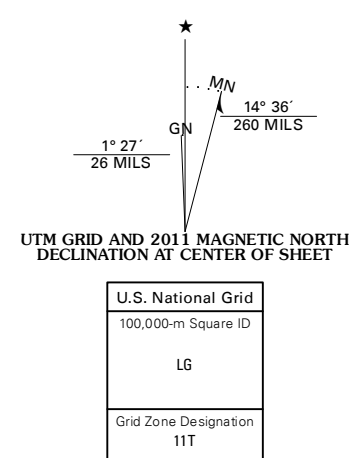 ★
MN
14° 36´
260 MILS
GN
1° 27´
26 MILS
UTM GRID AND 2011 MAGNETIC NORTH
DECLINATION AT CENTER OF SHEET
U.S. National Grid
100,000-m Square ID
LG
Grid Zone Designation
11T